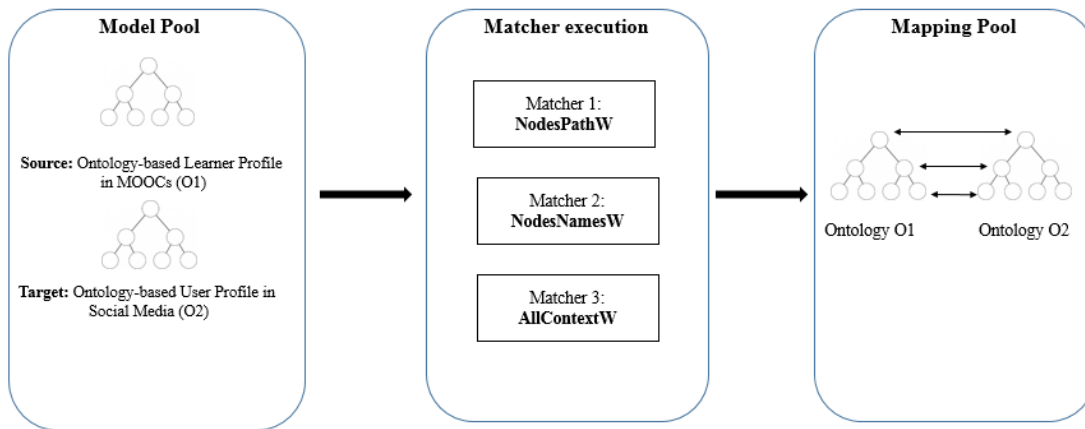 Model Pool
Source: Ontology-based Learner Profile
in MOOCs (O1)
Target: Ontology-based User Profile in
Social Media (O2)
Matcher execution
Matcher 1:
NodesPathW
Matcher 2:
NodesNamesW
Matcher 3:
AllContextW
Mapping Pool
Ontology O1
Ontology O2